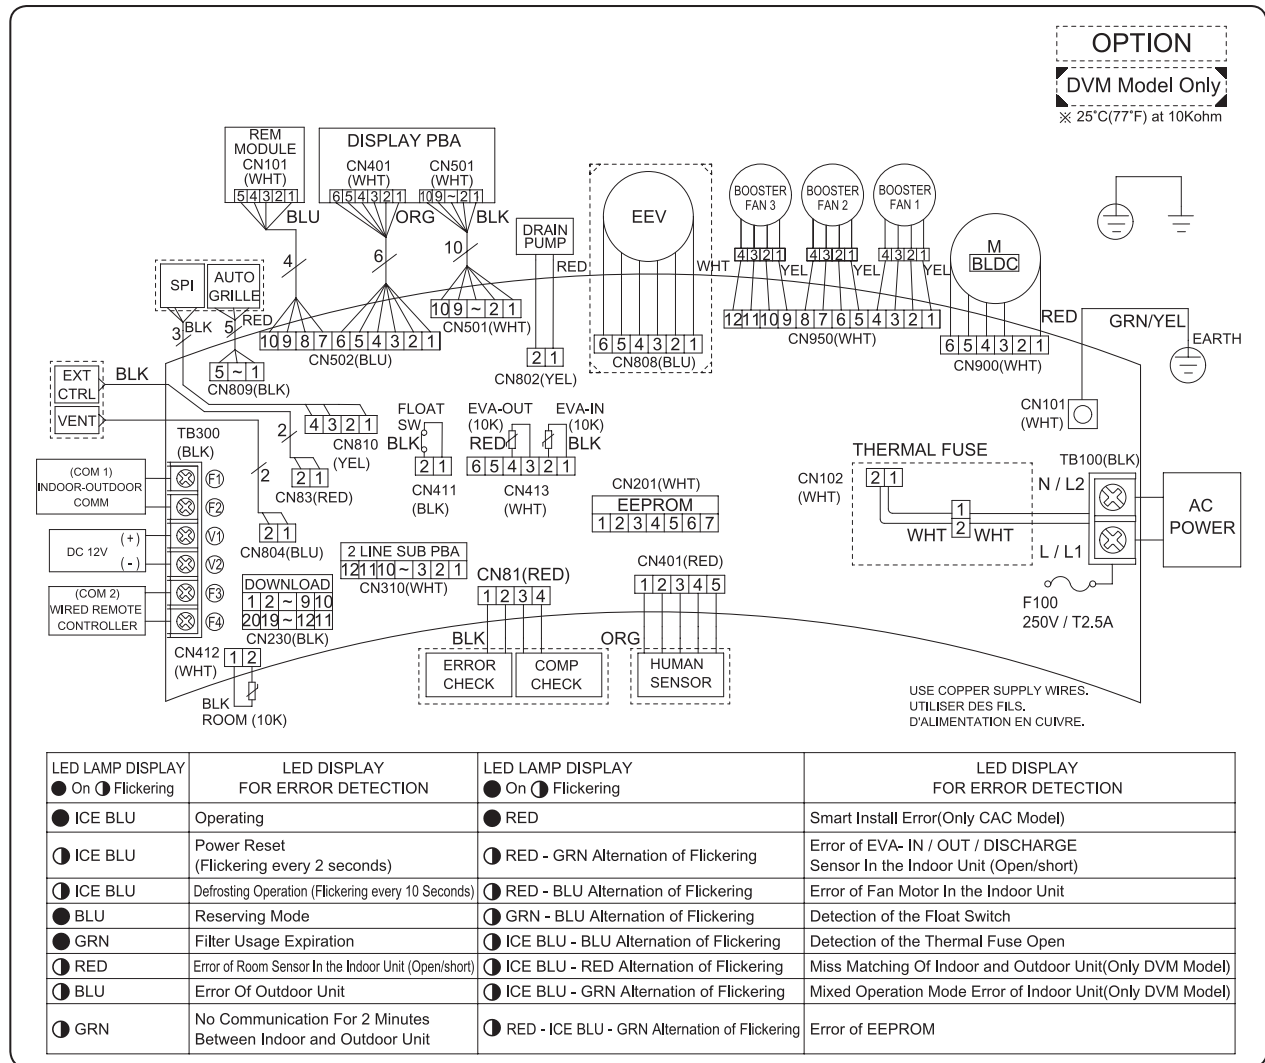 OPTION
DVM Model Only
※ 25°C(77°F) at 10Kohm
REM
MODULE
CN101
(WHT)
5 4 3 2 1
BLU
4
DISPLAY PBA
CN401
(WHT)
6 5 4 3 2 1
ORG
6
CN501
(WHT)
10 9 ~ 2 1
BLK
10
DRAIN
PUMP
RED
EEV
WHT
BOOSTER
FAN 3
4 3 2 1
YEL
BOOSTER
FAN 2
4 3 2 1
YEL
BOOSTER
FAN 1
4 3 2 1
YEL
M
BLDC
RED
GRN/YEL
EARTH
SPI
AUTO
GRILLE
3
BLK
5
RED
10 9 8 7 6 5 4 3 2 1
CN502(BLU)
10 9 ~ 2 1
CN501(WHT)
2 1
CN802(YEL)
6 5 4 3 2 1
CN808(BLU)
12 11 10 9 8 7 6 5 4 3 2 1
CN950(WHT)
6 5 4 3 2 1
CN900(WHT)
5 ~ 1
CN809(BLK)
EXT
CTRL
BLK
VENT
4 3 2 1
CN810
(YEL)
2
2 1
CN83(RED)
2
2 1
CN804(BLU)
FLOAT
SW
BLK
2 1
CN411
(BLK)
EVA-OUT
(10K)
RED
EVA-IN
(10K)
BLK
6 5 4 3 2 1
CN413
(WHT)
CN101
(WHT)
THERMAL FUSE
CN102
(WHT)
2 1
1
2
WHT
WHT
TB100(BLK)
N / L2
L / L1
AC
POWER
F100
250V / T2.5A
TB300
(BLK)
(COM 1)
INDOOR-OUTDOOR
COMM
F1
F2
DC 12V
(+)
(-)
V1
V2
(COM 2)
WIRED REMOTE
CONTROLLER
F3
F4
CN201(WHT)
EEPROM
1 2 3 4 5 6 7
2 LINE SUB PBA
12 11 10 ~ 3 2 1
CN310(WHT)
DOWNLOAD
1 2 ~ 9 10
20 19 ~ 12 11
CN230(BLK)
CN412
(WHT)
1 2
BLK
ROOM (10K)
CN81(RED)
1 2 3 4
BLK
ERROR
CHECK
COMP
CHECK
CN401(RED)
1 2 3 4 5
ORG
HUMAN
SENSOR
USE COPPER SUPPLY WIRES.
UTILISER DES FILS.
D'ALIMENTATION EN CUIVRE.
LED LAMP DISPLAY
● On ◑ Flickering
LED DISPLAY
FOR ERROR DETECTION
LED LAMP DISPLAY
● On ◑ Flickering
LED DISPLAY
FOR ERROR DETECTION
● ICE BLU
Operating
● RED
Smart Install Error(Only CAC Model)
◑ ICE BLU
Power Reset
(Flickering every 2 seconds)
◑ RED - GRN Alternation of Flickering
Error of EVA- IN / OUT / DISCHARGE
Sensor In the Indoor Unit (Open/short)
◑ ICE BLU
Defrosting Operation (Flickering every 10 Seconds)
◑ RED - BLU Alternation of Flickering
Error of Fan Motor In the Indoor Unit
● BLU
Reserving Mode
◑ GRN - BLU Alternation of Flickering
Detection of the Float Switch
● GRN
Filter Usage Expiration
◑ ICE BLU - BLU Alternation of Flickering
Detection of the Thermal Fuse Open
◑ RED
Error of Room Sensor In the Indoor Unit (Open/short)
◑ ICE BLU - RED Alternation of Flickering
Miss Matching Of Indoor and Outdoor Unit(Only DVM Model)
◑ BLU
Error Of Outdoor Unit
◑ ICE BLU - GRN Alternation of Flickering
Mixed Operation Mode Error of Indoor Unit(Only DVM Model)
◑ GRN
No Communication For 2 Minutes
Between Indoor and Outdoor Unit
◑ RED - ICE BLU - GRN Alternation of Flickering
Error of EEPROM